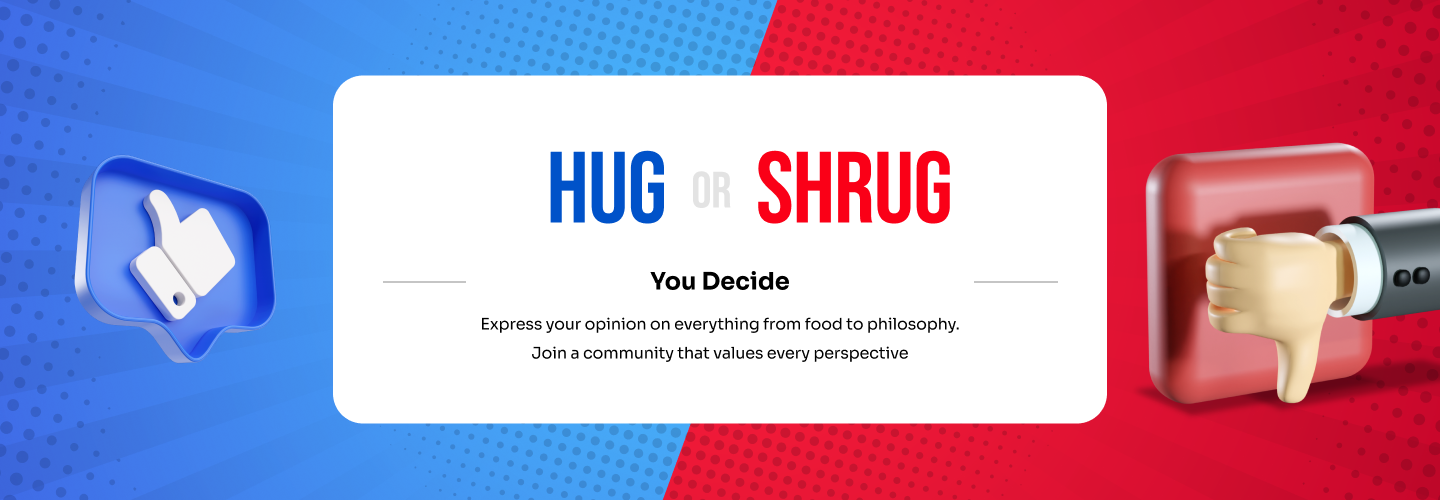 HUG OR SHRUG
You Decide
Express your opinion on everything from food to philosophy.
Join a community that values every perspective